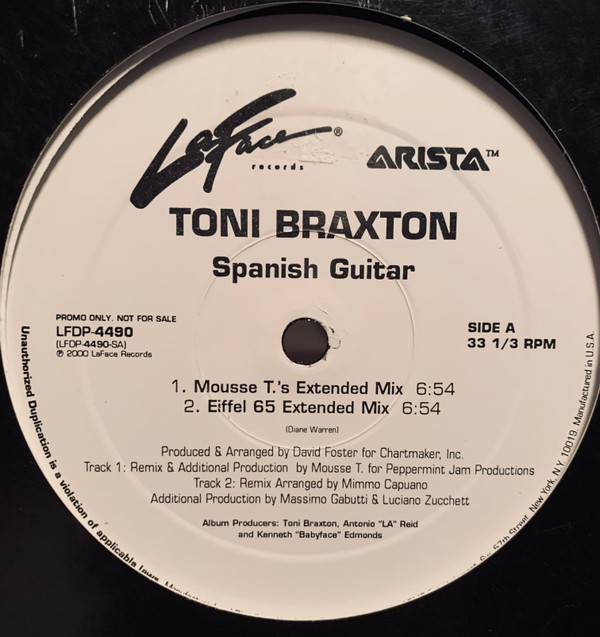 LaFace ®
records
ARISTA™
TONI BRAXTON
Spanish Guitar
PROMO ONLY. NOT FOR SALE
LFDP-4490
(LFDP-4490-SA)
℗ 2000 LaFace Records
SIDE A
33 1/3 RPM
1. Mousse T.'s Extended Mix 6:54
2. Eiffel 65 Extended Mix 6:54
(Diane Warren)
Produced & Arranged by David Foster for Chartmaker, Inc.
Track 1: Remix & Additional Production by Mousse T. for Peppermint Jam Productions
Track 2: Remix Arranged by Mimmo Capuano
Additional Production by Massimo Gabutti & Luciano Zucchett
Album Producers: Toni Braxton, Antonio "LA" Reid
and Kenneth "Babyface" Edmonds
Unauthorized Duplication is a violation of applicable laws. 57th Street, New York, N.Y. 10019. Manufactured in U.S.A.